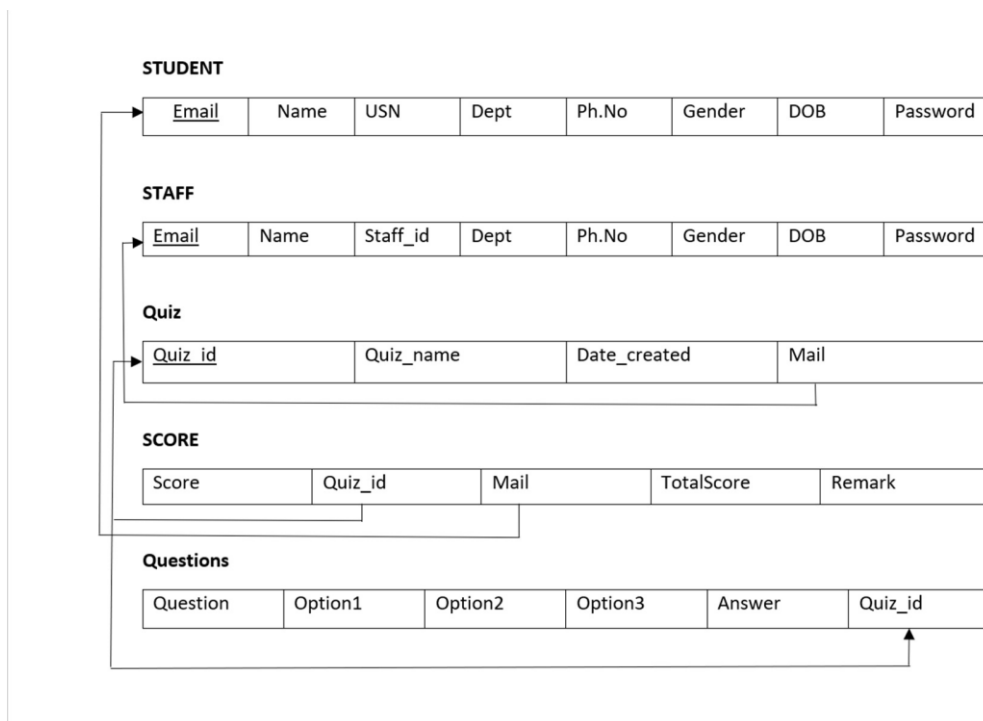 STUDENT
Email Name USN Dept Ph.No Gender DOB Password
STAFF
Email Name Staff_id Dept Ph.No Gender DOB Password
Quiz
Quiz_id Quiz_name Date_created Mail
SCORE
Score Quiz_id Mail TotalScore Remark
Questions
Question Option1 Option2 Option3 Answer Quiz_id